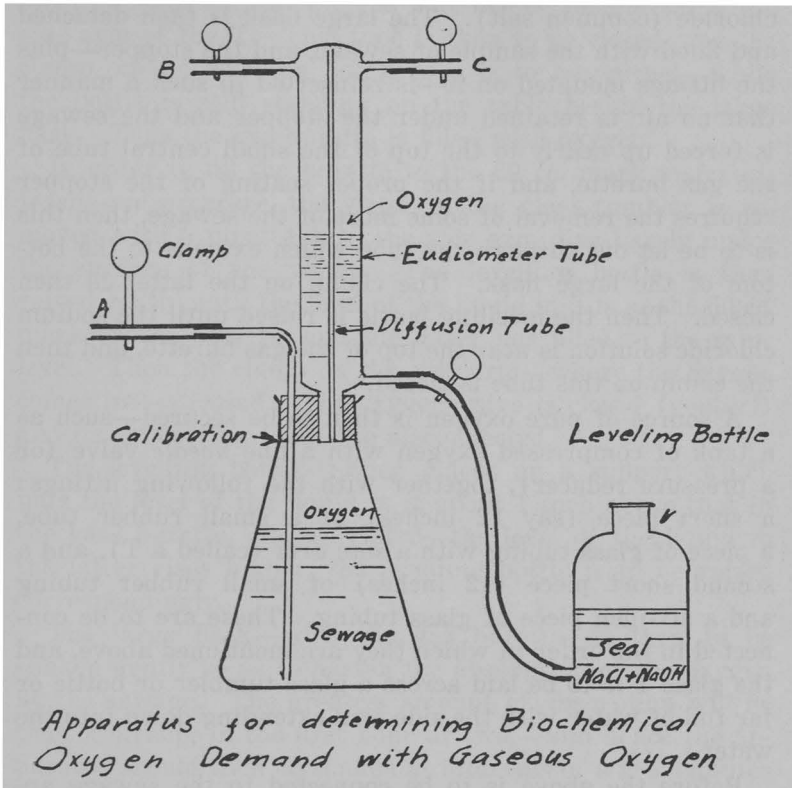 B
C
Oxygen
Eudiometer Tube
Clamp
A
Diffusion Tube
Calibration
Leveling Bottle
V
Oxygen
Sewage
Seal
NaCl+NaOH
Apparatus for determining Biochemical
Oxygen Demand with Gaseous Oxygen